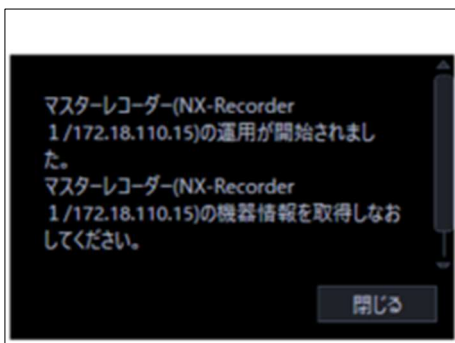 マスターレコーダー(NX-Recorder
１/172.18.110.15)の運用が開始されまし
た。
マスターレコーダー(NX-Recorder
１/172.18.110.15)の機器情報を取得しなお
してください。
閉じる